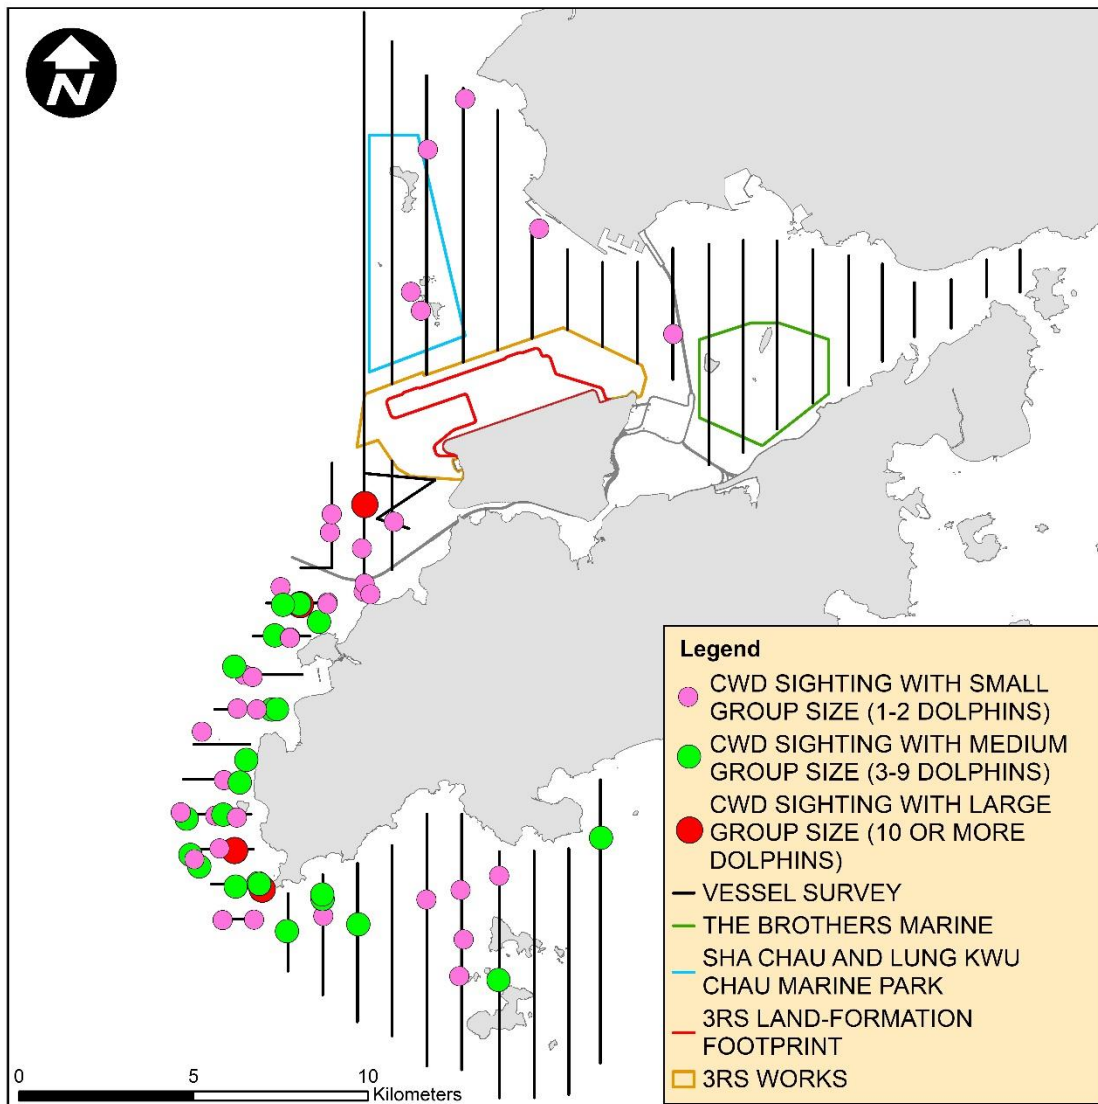 N
Legend
CWD SIGHTING WITH SMALL
GROUP SIZE (1-2 DOLPHINS)
CWD SIGHTING WITH MEDIUM
GROUP SIZE (3-9 DOLPHINS)
CWD SIGHTING WITH LARGE
GROUP SIZE (10 OR MORE
DOLPHINS)
VESSEL SURVEY
THE BROTHERS MARINE
SHA CHAU AND LUNG KWU
CHAU MARINE PARK
3RS LAND-FORMATION
FOOTPRINT
3RS WORKS
0 5 10
Kilometers